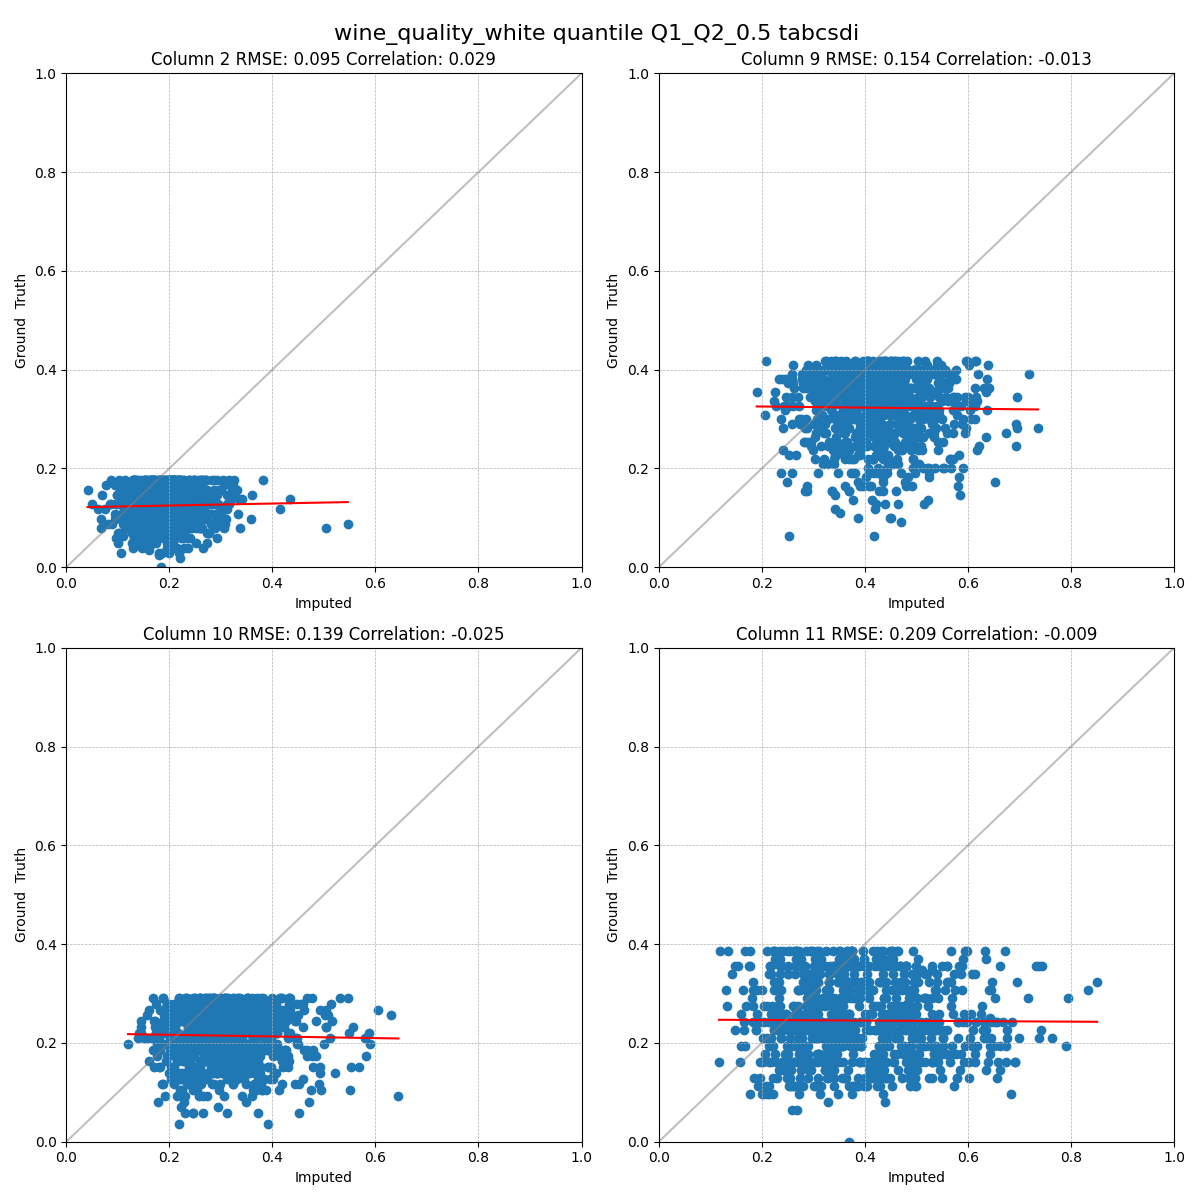 wine_quality_white quantile Q1_Q2_0.5 tabcsdi
Column 2 RMSE: 0.095 Correlation: 0.029
1.0
0.8
0.6
0.4
0.2
0.0
Ground Truth
0.0 0.2 0.4 0.6 0.8 1.0
Imputed
Column 9 RMSE: 0.154 Correlation: -0.013
1.0
0.8
0.6
0.4
0.2
0.0
Ground Truth
0.0 0.2 0.4 0.6 0.8 1.0
Imputed
Column 10 RMSE: 0.139 Correlation: -0.025
1.0
0.8
0.6
0.4
0.2
0.0
Ground Truth
0.0 0.2 0.4 0.6 0.8 1.0
Imputed
Column 11 RMSE: 0.209 Correlation: -0.009
1.0
0.8
0.6
0.4
0.2
0.0
Ground Truth
0.0 0.2 0.4 0.6 0.8 1.0
Imputed